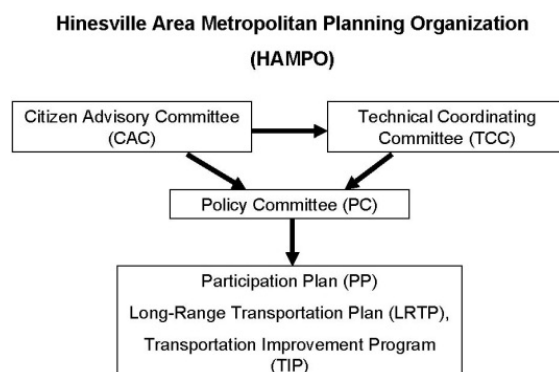 Hinesville Area Metropolitan Planning Organization
(HAMPO)
Citizen Advisory Committee
(CAC)
Technical Coordinating
Committee (TCC)
Policy Committee (PC)
Participation Plan (PP)
Long-Range Transportation Plan (LRTP),
Transportation Improvement Program
(TIP)